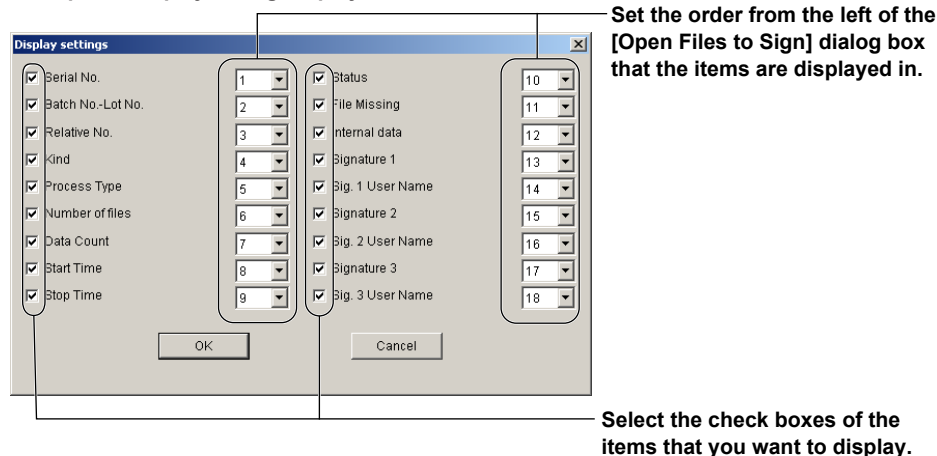 Set the order from the left of the
[Open Files to Sign] dialog box
that the items are displayed in.
Display settings
Serial No. 1 Status 10
Batch No.-Lot No. 2 File Missing 11
Relative No. 3 Internal data 12
Kind 4 Signature 1 13
Process Type 5 Sig. 1 User Name 14
Number of files 6 Signature 2 15
Data Count 7 Sig. 2 User Name 16
Start Time 8 Signature 3 17
Stop Time 9 Sig. 3 User Name 18
OK Cancel
Select the check boxes of the
items that you want to display.